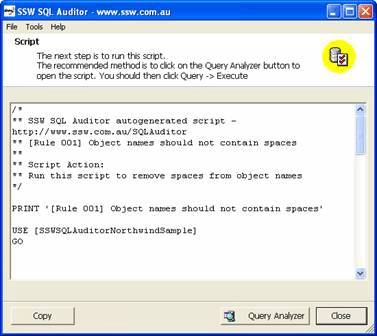 SSW SQL Auditor - www.ssw.com.au
File Tools Help
Script
The next step is to run this script.
The recommended method is to click on the Query Analyzer button to
open the script. You should then click Query -> Execute
/*
** SSW SQL Auditor autogenerated script -
http://www.ssw.com.au/SQLAuditor
** [Rule 001] Object names should not contain spaces
**
** Script Action:
** Run this script to remove spaces from object names
*/
PRINT '[Rule 001] Object names should not contain spaces'
USE [SSWSQLAuditorNorthwindSample]
GO
Copy Query Analyzer Close